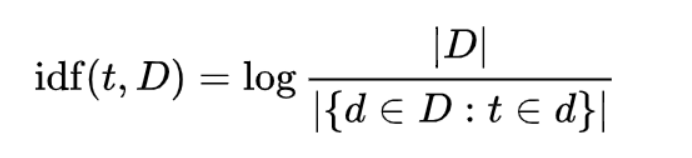 idf(t, D) = log |D| / |{d ∈ D : t ∈ d}|